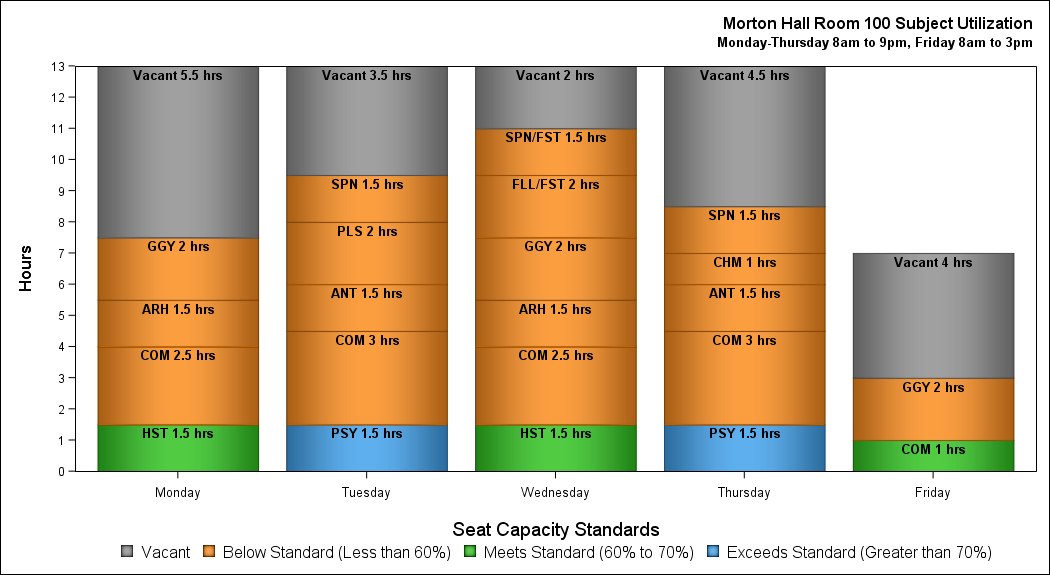 Morton Hall Room 100 Subject Utilization
Monday-Thursday 8am to 9pm, Friday 8am to 3pm
Hours
13
12
11
10
9
8
7
6
5
4
3
2
1
0
Vacant 5.5 hrs
GGY 2 hrs
ARH 1.5 hrs
COM 2.5 hrs
HST 1.5 hrs
Vacant 3.5 hrs
SPN 1.5 hrs
PLS 2 hrs
ANT 1.5 hrs
COM 3 hrs
PSY 1.5 hrs
Vacant 2 hrs
SPN/FST 1.5 hrs
FLL/FST 2 hrs
GGY 2 hrs
ARH 1.5 hrs
COM 2.5 hrs
HST 1.5 hrs
Vacant 4.5 hrs
SPN 1.5 hrs
CHM 1 hrs
ANT 1.5 hrs
COM 3 hrs
PSY 1.5 hrs
Vacant 4 hrs
GGY 2 hrs
COM 1 hrs
Monday Tuesday Wednesday Thursday Friday
Seat Capacity Standards
Vacant Below Standard (Less than 60%) Meets Standard (60% to 70%) Exceeds Standard (Greater than 70%)